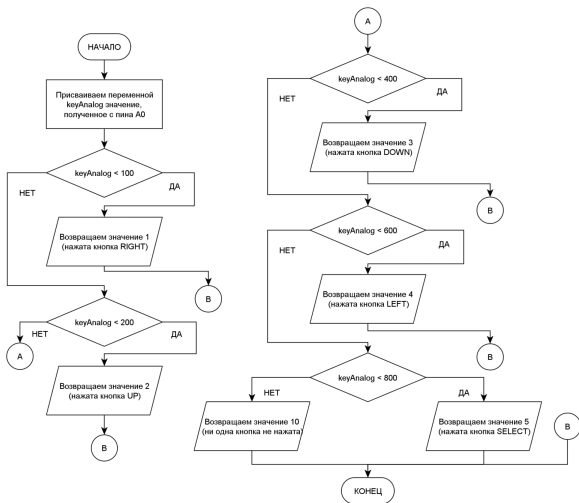 НАЧАЛО
Присваиваем переменной
keyAnalog значение,
полученное с пина A0
keyAnalog < 100
НЕТ
ДА
Возвращаем значение 1
(нажата кнопка RIGHT)
B
keyAnalog < 200
НЕТ
ДА
A
Возвращаем значение 2
(нажата кнопка UP)
B
A
keyAnalog < 400
НЕТ
ДА
Возвращаем значение 3
(нажата кнопка DOWN)
B
keyAnalog < 600
НЕТ
ДА
Возвращаем значение 4
(нажата кнопка LEFT)
B
keyAnalog < 800
НЕТ
ДА
Возвращаем значение 10
(ни одна кнопка не нажата)
Возвращаем значение 5
(нажата кнопка SELECT)
B
КОНЕЦ